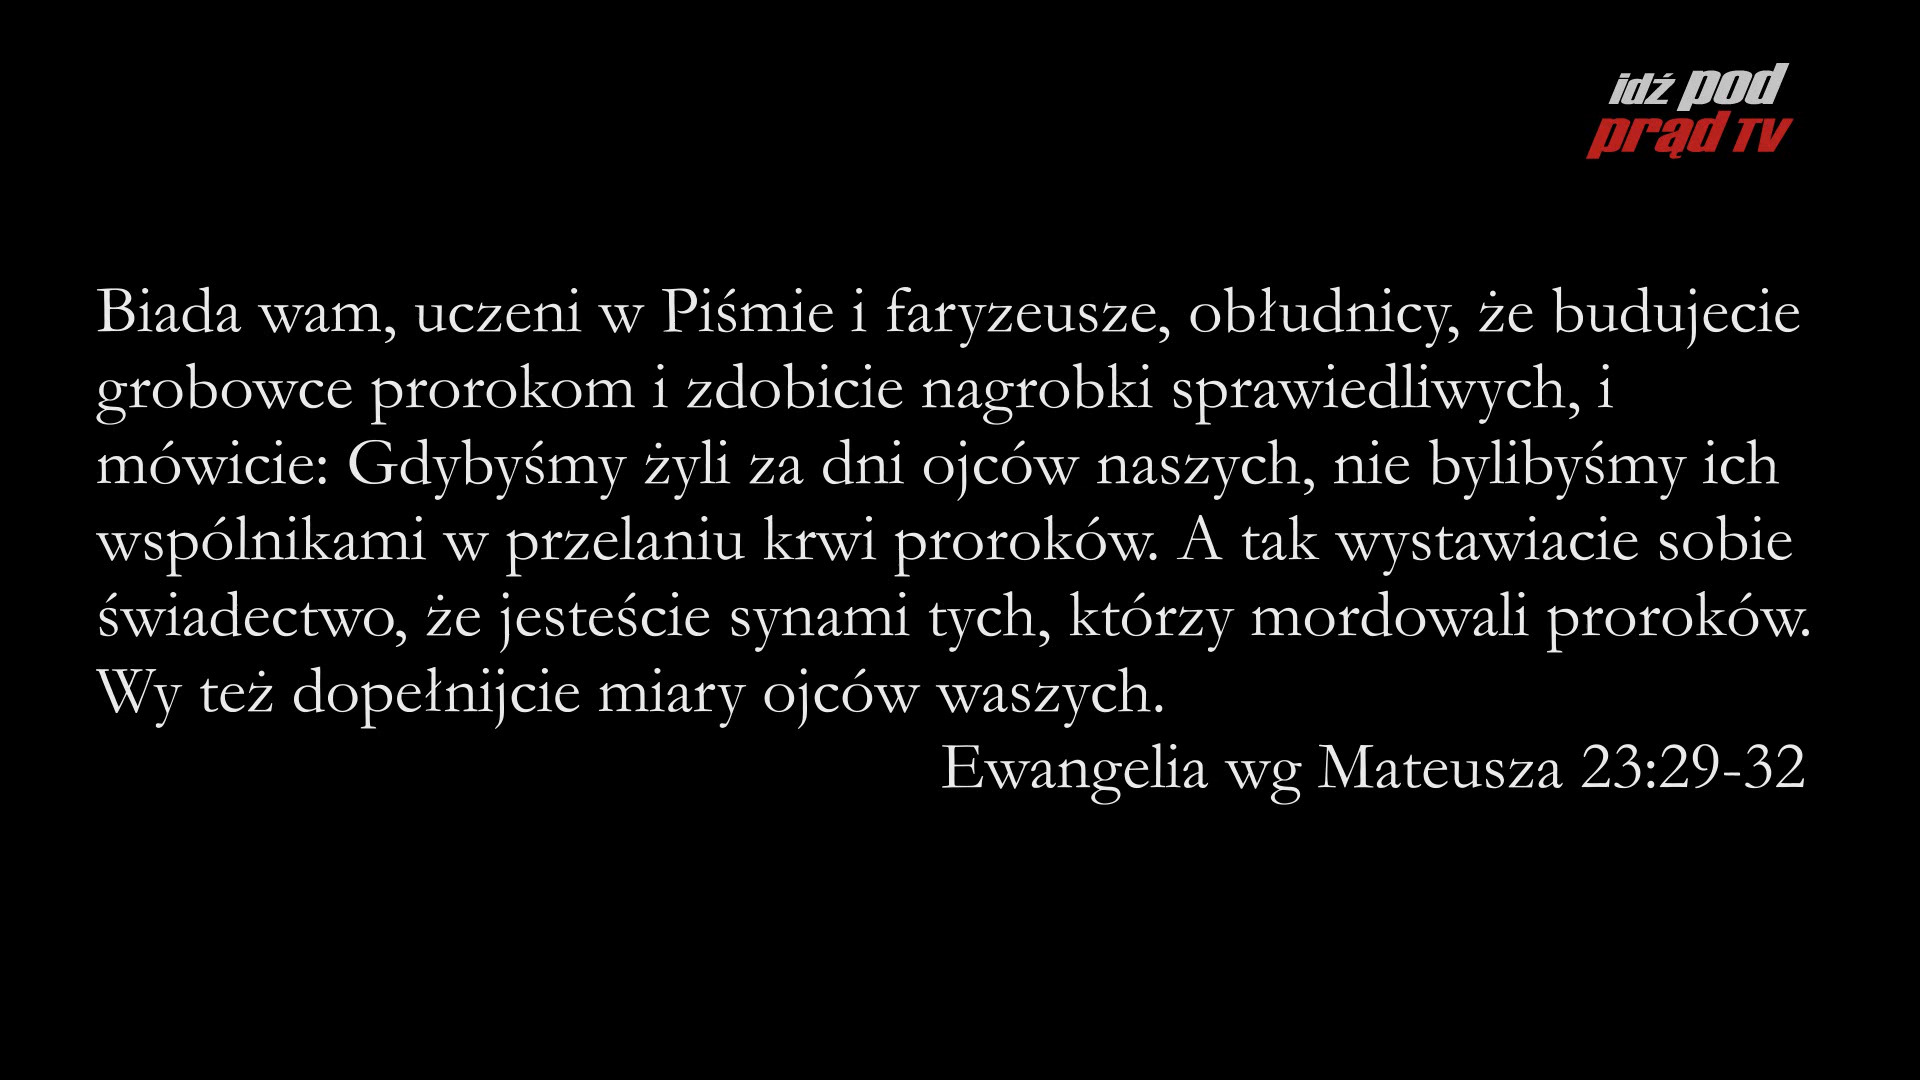 idź pod
prąd TV
Biada wam, uczeni w Piśmie i faryzeusze, obłudnicy, że budujecie
grobowce prorokom i zdobicie nagrobki sprawiedliwych, i
mówicie: Gdybyśmy żyli za dni ojców naszych, nie bylibyśmy ich
wspólnikami w przelaniu krwi proroków. A tak wystawiacie sobie
świadectwo, że jesteście synami tych, którzy mordowali proroków.
Wy też dopełnijcie miary ojców waszych.
Ewangelia wg Mateusza 23:29-32